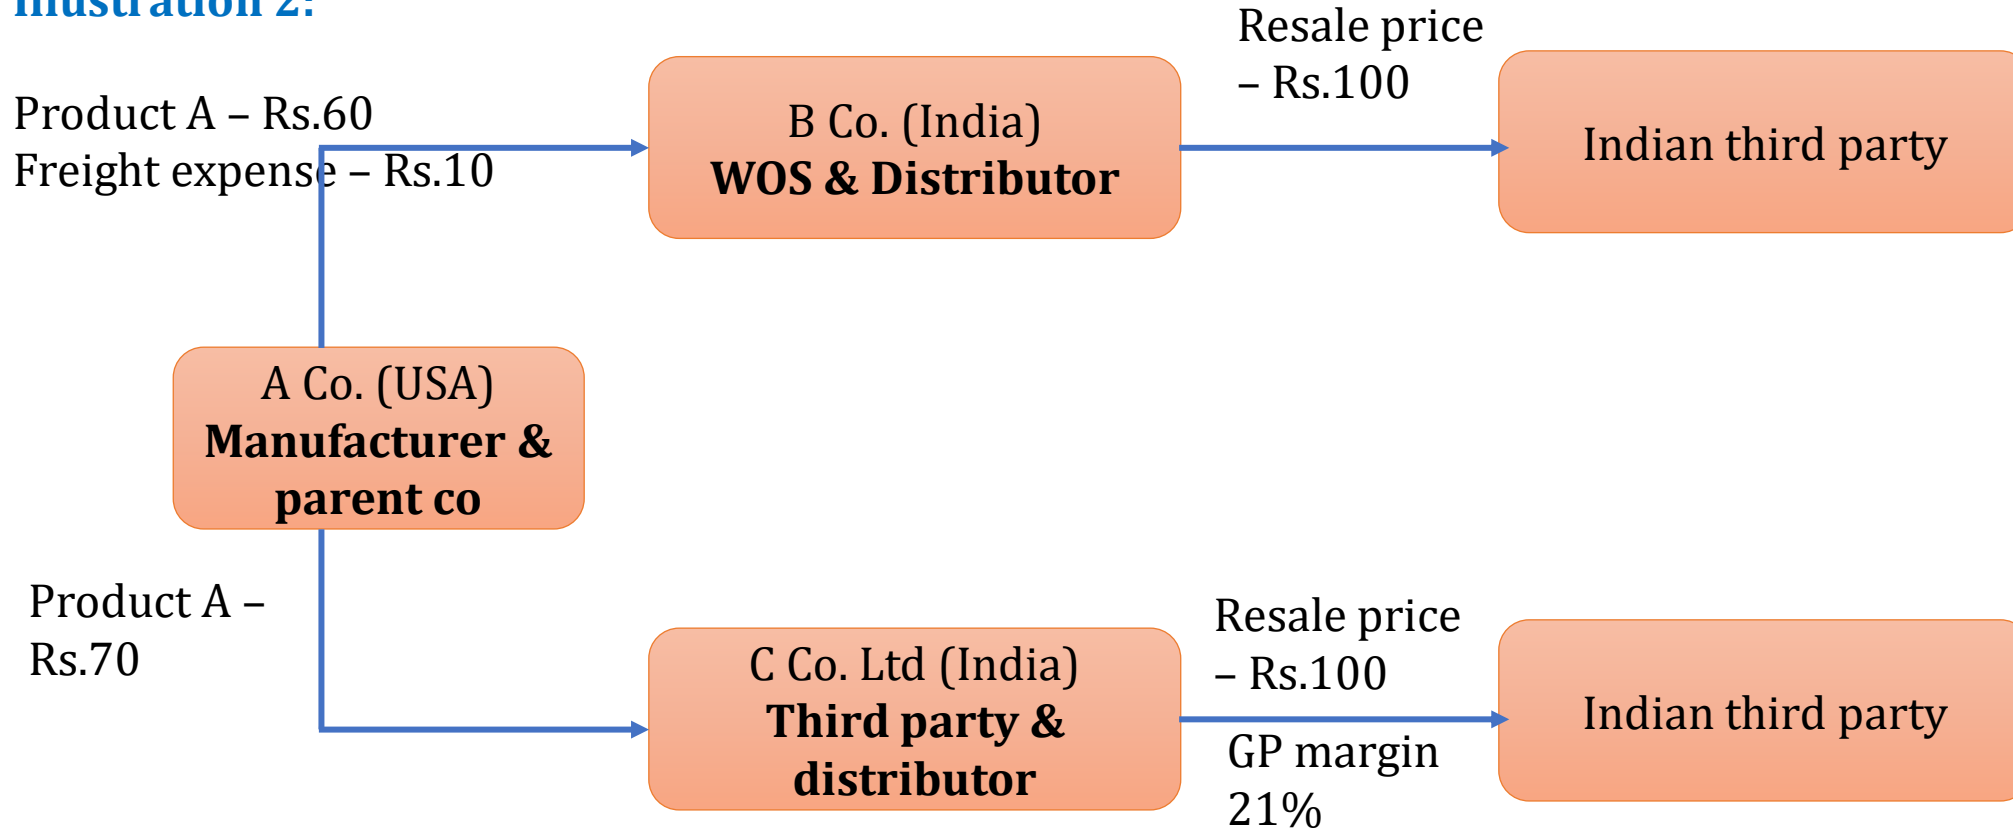 Illustration 2:
Product A – Rs.60
Freight expense – Rs.10
B Co. (India)
WOS & Distributor
Resale price
– Rs.100
Indian third party
A Co. (USA)
Manufacturer &
parent co
Product A –
Rs.70
C Co. Ltd (India)
Third party &
distributor
Resale price
– Rs.100
GP margin
21%
Indian third party